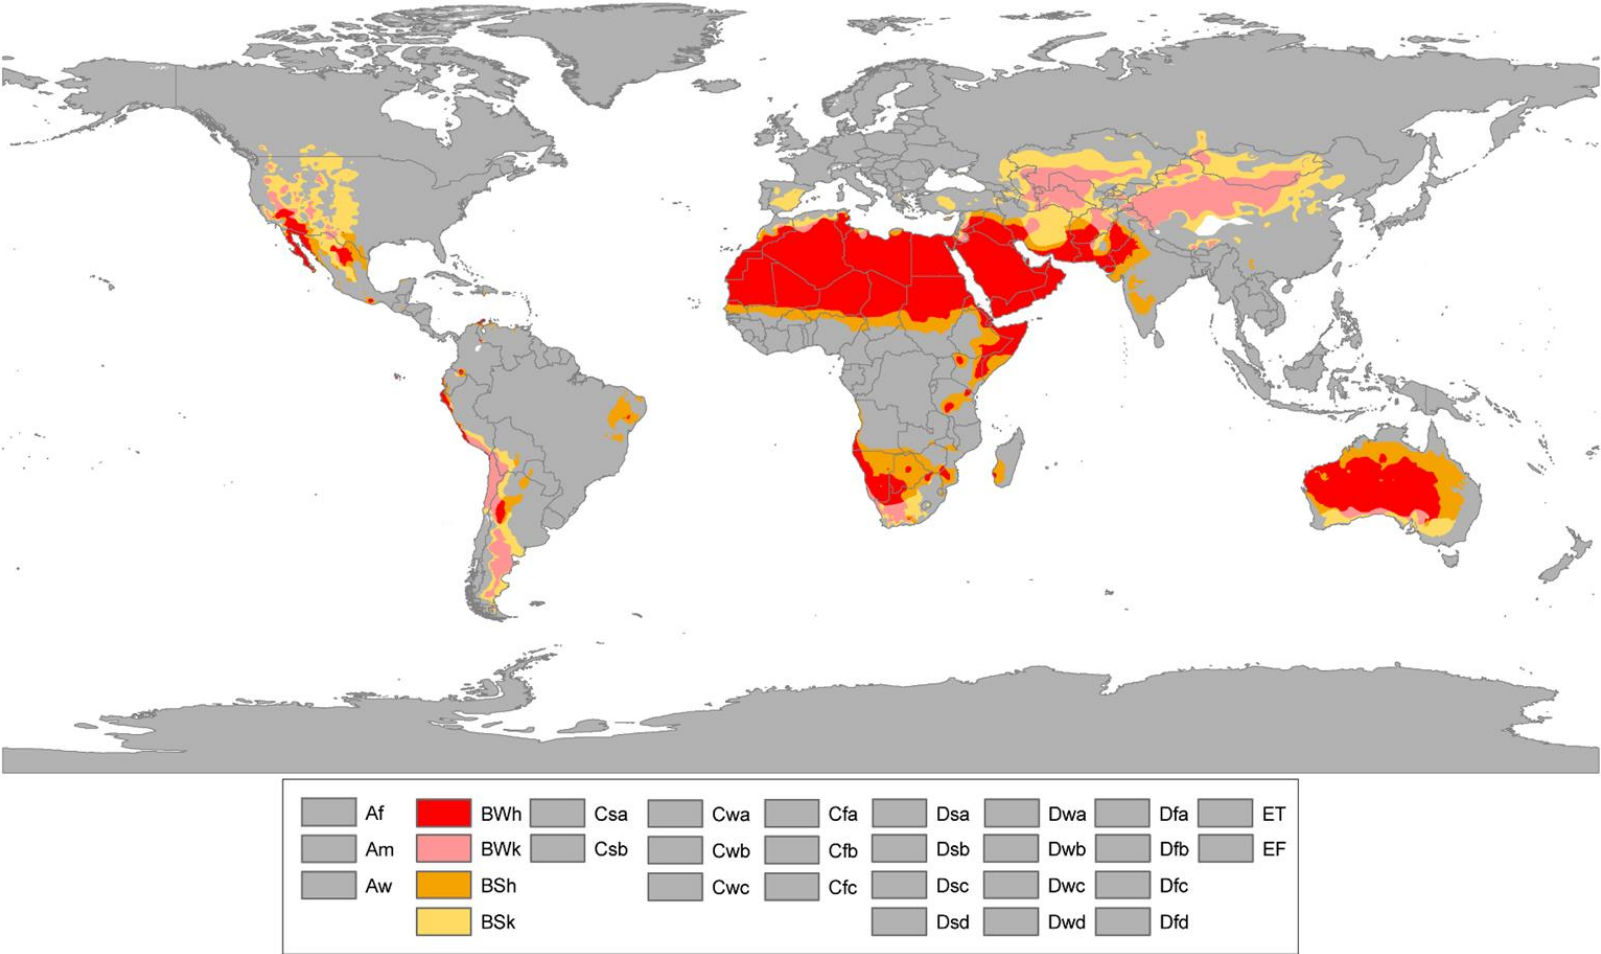 Af BWh Csa Cwa Cfa Dsa Dwa Dfa ET
Am BWk Csb Cwb Cfb Dsb Dwb Dfb EF
Aw BSh Cwc Cfc Dsc Dwc Dfc
BSk Dsd Dwd Dfd